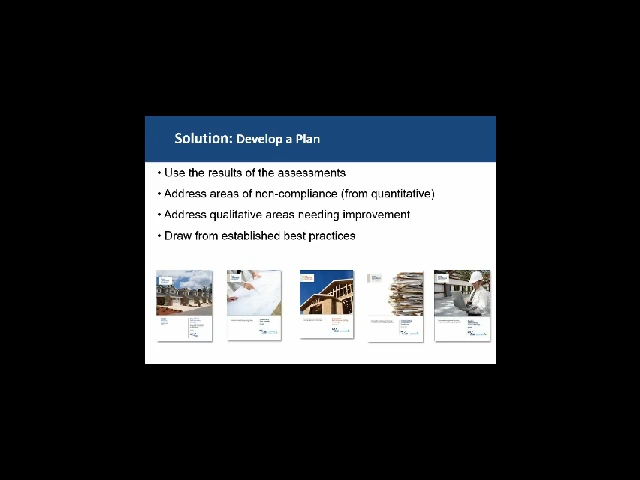 Solution: Develop a Plan
• Use the results of the assessments
• Address areas of non-compliance (from quantitative)
• Address qualitative areas needing improvement
• Draw from established best practices